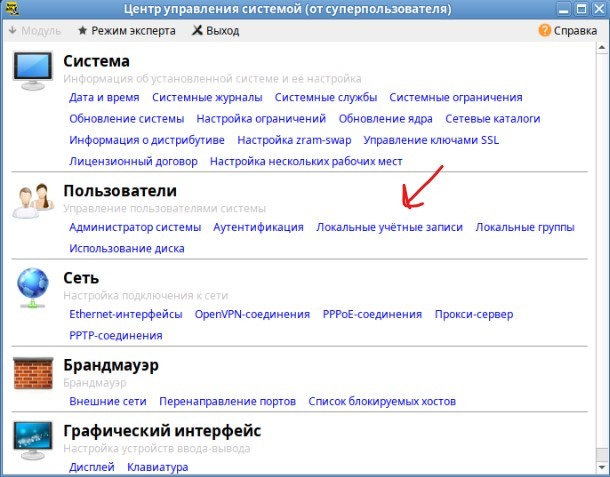 Центр управления системой (от суперпользователя)
Модуль Режим эксперта Выход Справка
Система
Информация об установленной системе и её настройка
Дата и время Системные журналы Системные службы Системные ограничения
Обновление системы Настройка ограничений Обновление ядра Сетевые каталоги
Информация о дистрибутиве Настройка zram-swap Управление ключами SSL
Лицензионный договор Настройка нескольких рабочих мест
Пользователи
Управление пользователями системы
Администратор системы Аутентификация Локальные учётные записи Локальные группы
Использование диска
Сеть
Настройка подключения к сети
Ethernet-интерфейсы OpenVPN-соединения PPPoE-соединения Прокси-сервер
PPTP-соединения
Брандмауэр
Брандмауэр
Внешние сети Перенаправление портов Список блокируемых хостов
Графический интерфейс
Настройка устройств ввода-вывода
Дисплей Клавиатура